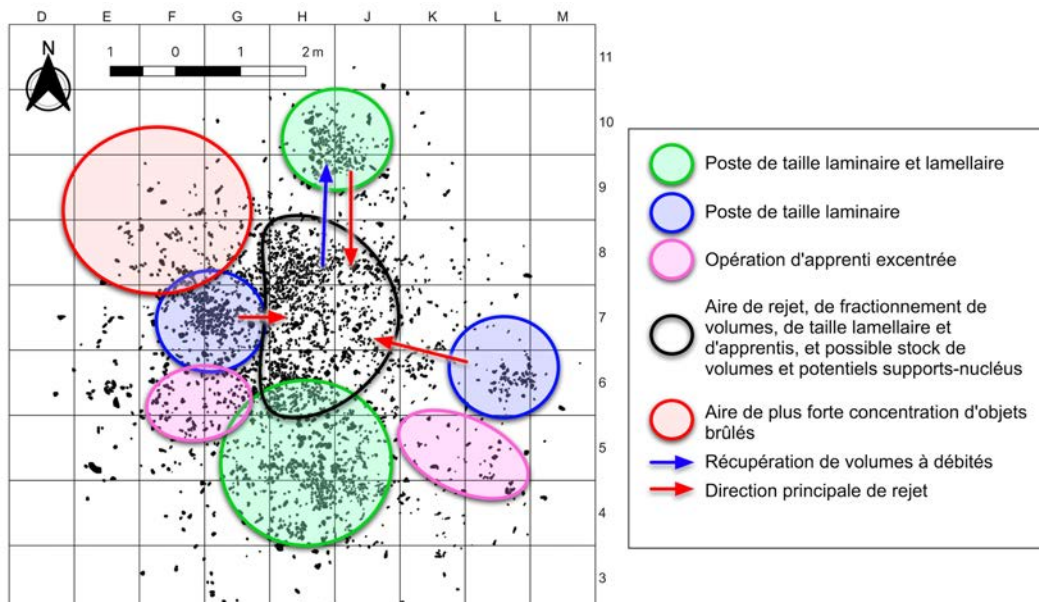 D E F G H J K L M
N
1 0 1 2 m
11
10
9
8
7
6
5
4
3
Poste de taille laminaire et lamellaire
Poste de taille laminaire
Opération d'apprenti excentrée
Aire de rejet, de fractionnement de
volumes, de taille lamellaire et
d'apprentis, et possible stock de
volumes et potentiels supports-nucléus
Aire de plus forte concentration d'objets
brûlés
Récupération de volumes à débités
Direction principale de rejet